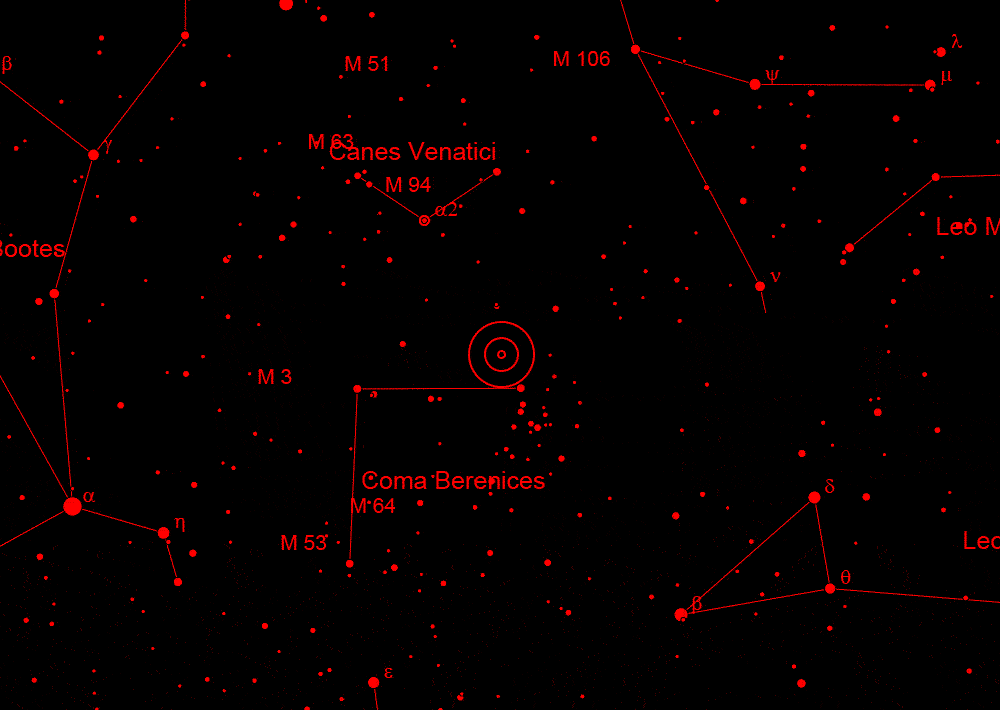 λ
β
M 51
M 106
ψ
μ
M 63
γ
Canes Venatici
M 94
α2
Leo M
Bootes
ν
M 3
Coma Berenices
δ
α
M 64
η
M 53
Leo
θ
β
ε